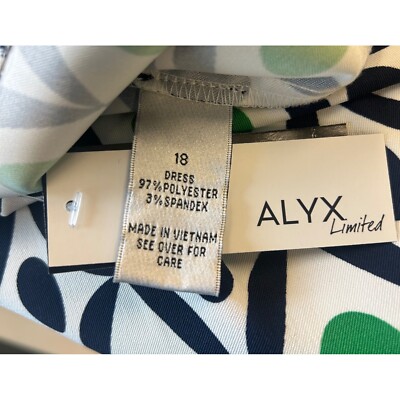 18
DRESS
97% POLYESTER
3% SPANDEX
MADE IN VIETNAM
SEE OVER FOR
CARE
ALYX
Limited